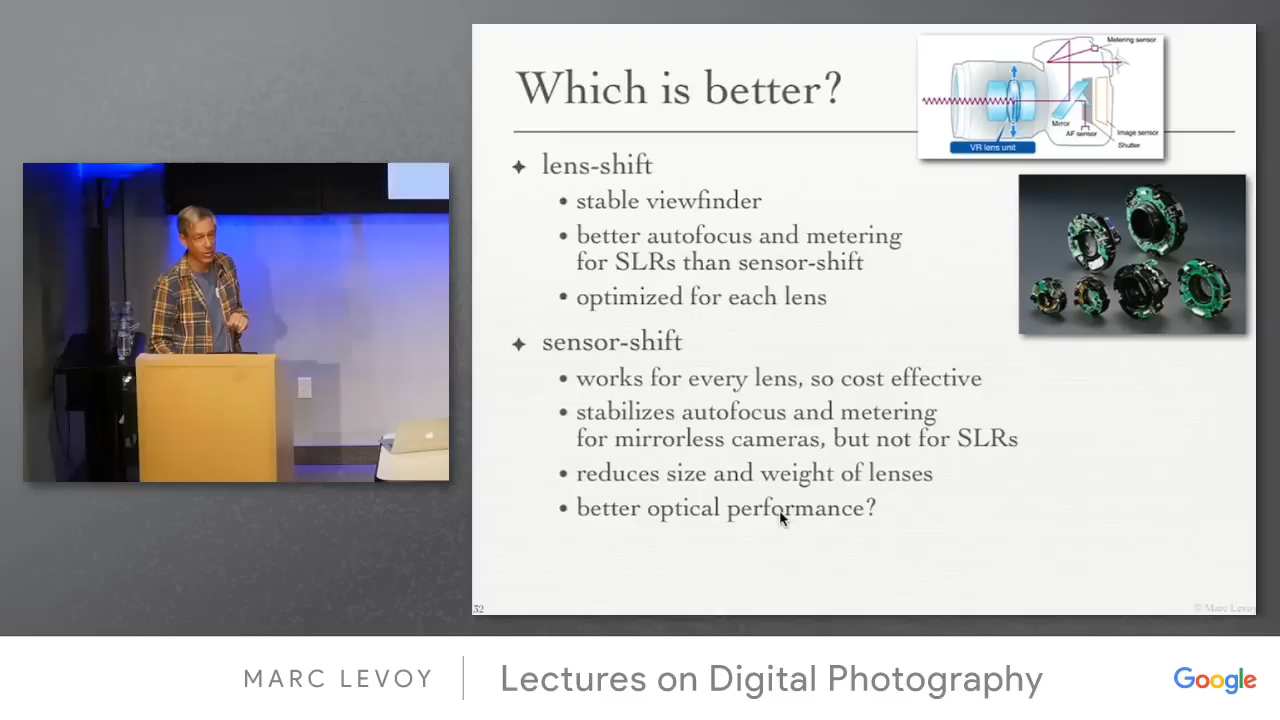 Which is better?
Metering sensor
Mirror
AF sensor
Image sensor
Shutter
VR lens unit
✦ lens-shift
• stable viewfinder
• better autofocus and metering
for SLRs than sensor-shift
• optimized for each lens
✦ sensor-shift
• works for every lens, so cost effective
• stabilizes autofocus and metering
for mirrorless cameras, but not for SLRs
• reduces size and weight of lenses
• better optical performance?
32
© Marc Levoy
MARC LEVOY
Lectures on Digital Photography
Google